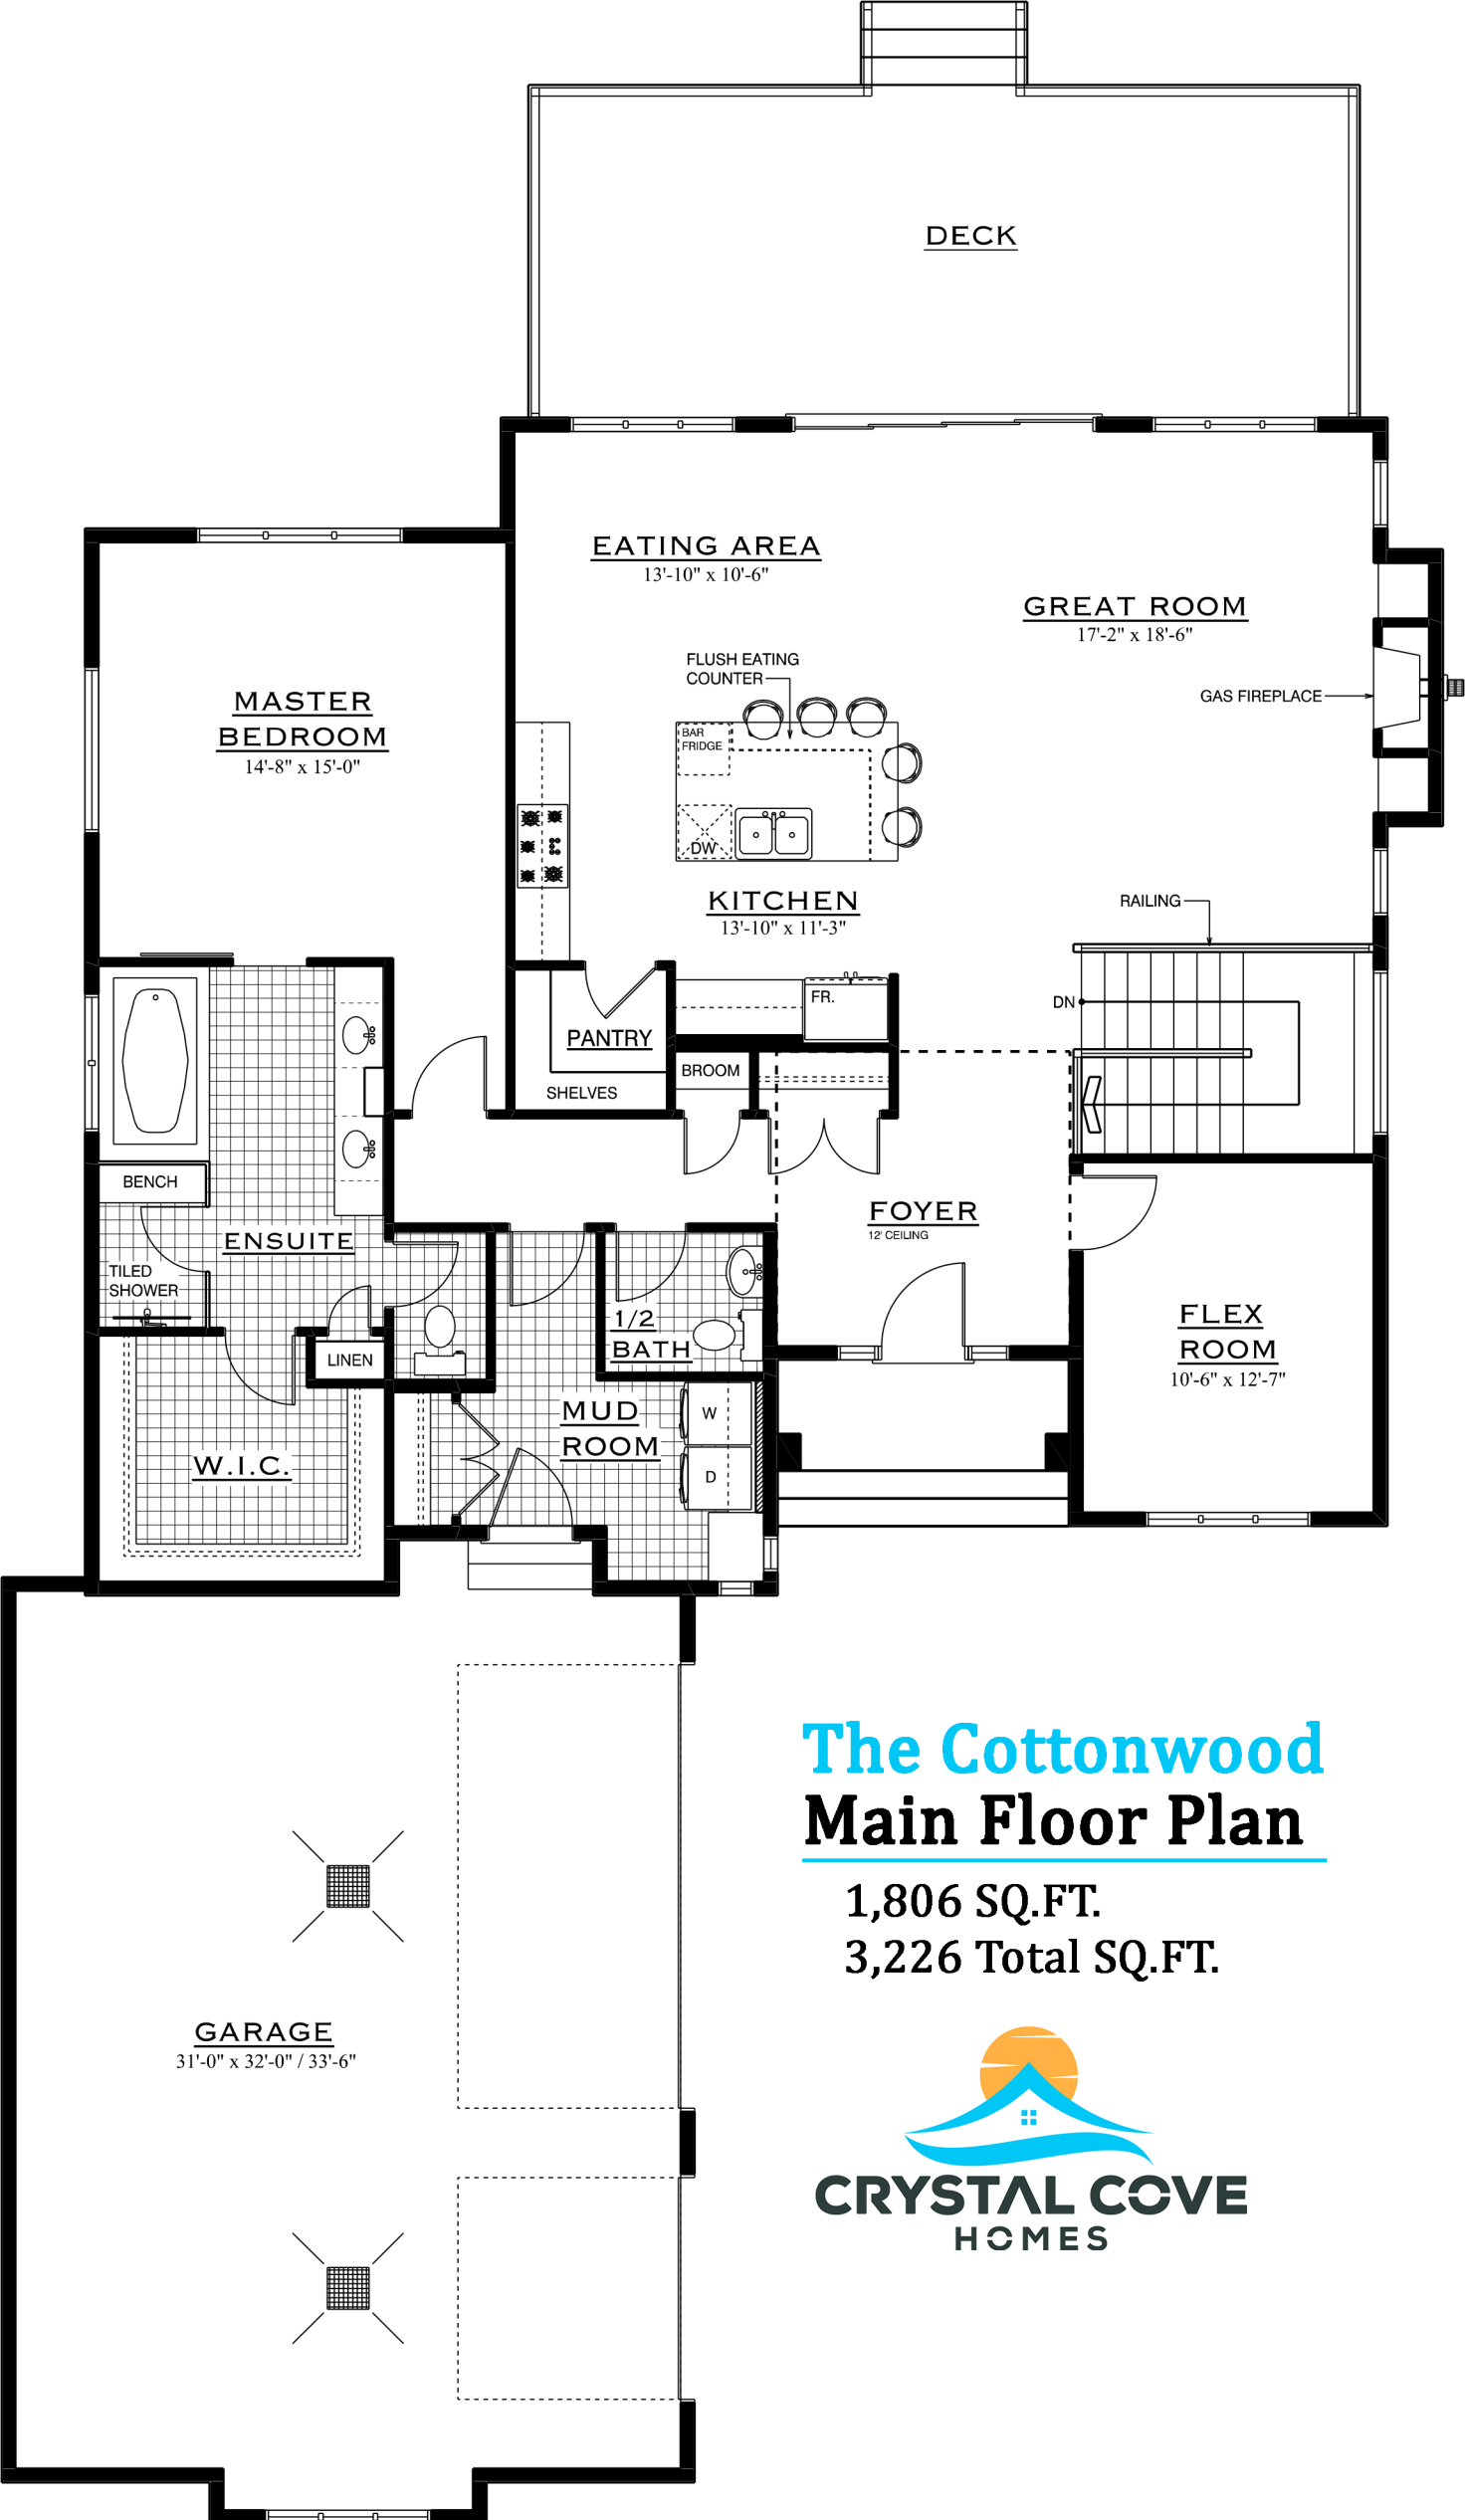 DECK
EATING AREA
13'-10" x 10'-6"
GREAT ROOM
17'-2" x 18'-6"
FLUSH EATING
COUNTER
GAS FIREPLACE
MASTER
BEDROOM
14'-8" x 15'-0"
BAR
FRIDGE
DW
KITCHEN
13'-10" x 11'-3"
RAILING
FR.
DN
PANTRY
SHELVES
BROOM
BENCH
ENSUITE
TILED
SHOWER
FOYER
12' CEILING
1/2
BATH
LINEN
FLEX
ROOM
10'-6" x 12'-7"
MUD
ROOM
W
D
W.I.C.
The Cottonwood
Main Floor Plan
1,806 SQ.FT.
3,226 Total SQ.FT.
GARAGE
31'-0" x 32'-0" / 33'-6"
CRYSTAL COVE
HOMES